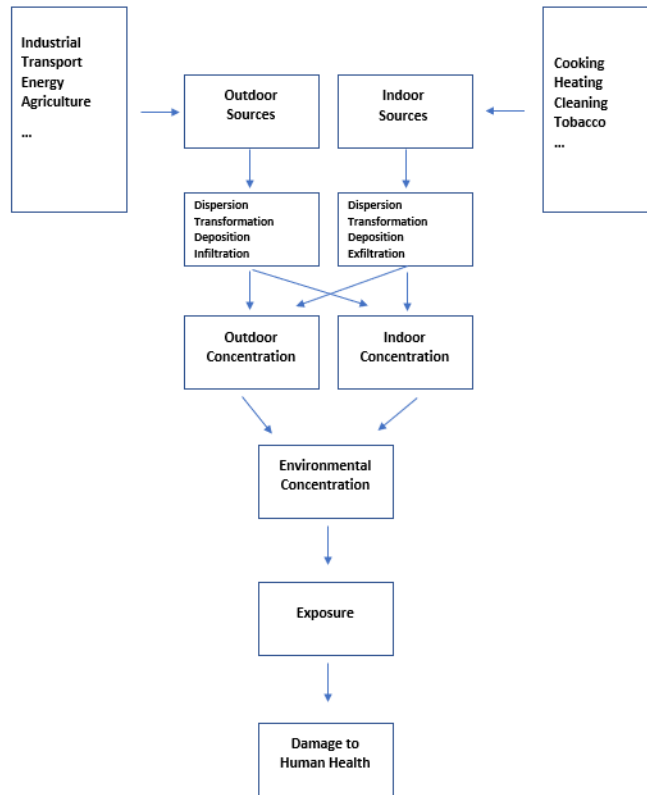 Industrial
Transport
Energy
Agriculture
...
Outdoor
Sources
Indoor
Sources
Cooking
Heating
Cleaning
Tobacco
...
Dispersion
Transformation
Deposition
Infiltration
Dispersion
Transformation
Deposition
Exfiltration
Outdoor
Concentration
Indoor
Concentration
Environmental
Concentration
Exposure
Damage to
Human Health